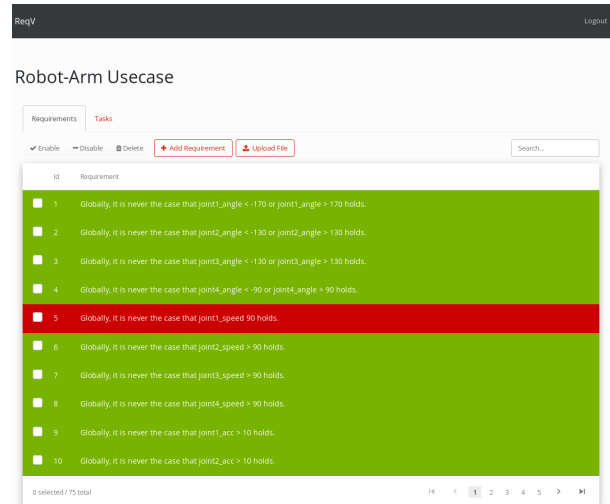 ReqV Logout
Robot-Arm Usecase
Requirements Tasks
Enable Disable Delete Add Requirement Upload File Search...
Id Requirement
1 Globally, it is never the case that joint1_angle < -170 or joint1_angle > 170 holds.
2 Globally, it is never the case that joint2_angle < -130 or joint2_angle > 130 holds.
3 Globally, it is never the case that joint3_angle < -130 or joint3_angle > 130 holds.
4 Globally, it is never the case that joint4_angle < -90 or joint4_angle > 90 holds.
5 Globally, it is never the case that joint1_speed 90 holds.
6 Globally, it is never the case that joint2_speed > 90 holds.
7 Globally, it is never the case that joint3_speed > 90 holds.
8 Globally, it is never the case that joint4_speed > 90 holds.
9 Globally, it is never the case that joint1_acc > 10 holds.
10 Globally, it is never the case that joint2_acc > 10 holds.
0 selected / 75 total 1 2 3 4 5